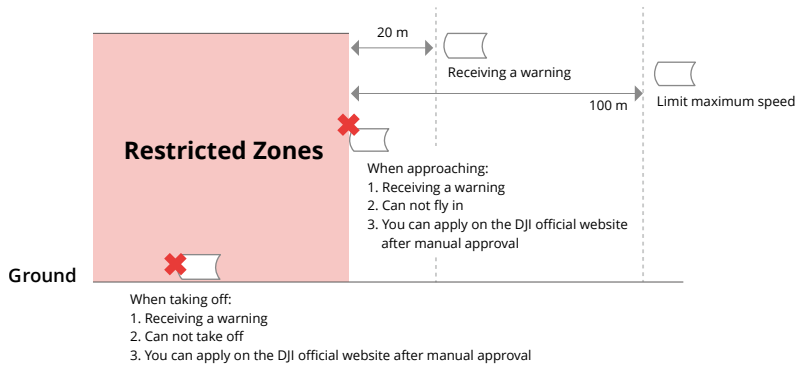 20 m
Receiving a warning
100 m
Limit maximum speed
Restricted Zones
When approaching:
1. Receiving a warning
2. Can not fly in
3. You can apply on the DJI official website
after manual approval
Ground
When taking off:
1. Receiving a warning
2. Can not take off
3. You can apply on the DJI official website after manual approval